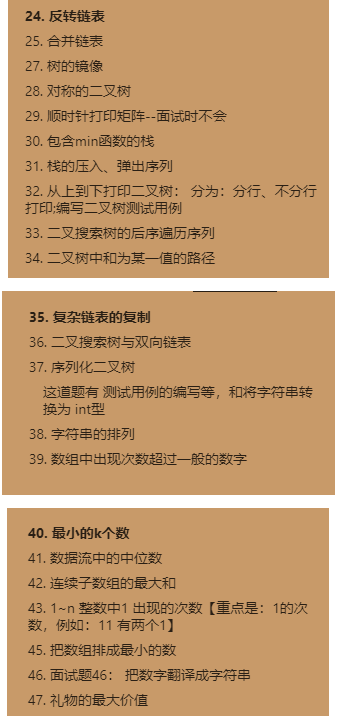 24. 反转链表
25. 合并链表
27. 树的镜像
28. 对称的二叉树
29. 顺时针打印矩阵--面试时不会
30. 包含min函数的栈
31. 栈的压入、弹出序列
32. 从上到下打印二叉树： 分为：分行、不分行
打印;编写二叉树测试用例
33. 二叉搜索树的后序遍历序列
34. 二叉树中和为某一值的路径
35. 复杂链表的复制
36. 二叉搜索树与双向链表
37. 序列化二叉树
这道题有 测试用例的编写等，和将字符串转
换为 int型
38. 字符串的排列
39. 数组中出现次数超过一般的数字
40. 最小的k个数
41. 数据流中的中位数
42. 连续子数组的最大和
43. 1~n 整数中1 出现的次数【重点是：1的次
数，例如：11 有两个1】
45. 把数组排成最小的数
46. 面试题46： 把数字翻译成字符串
47. 礼物的最大价值